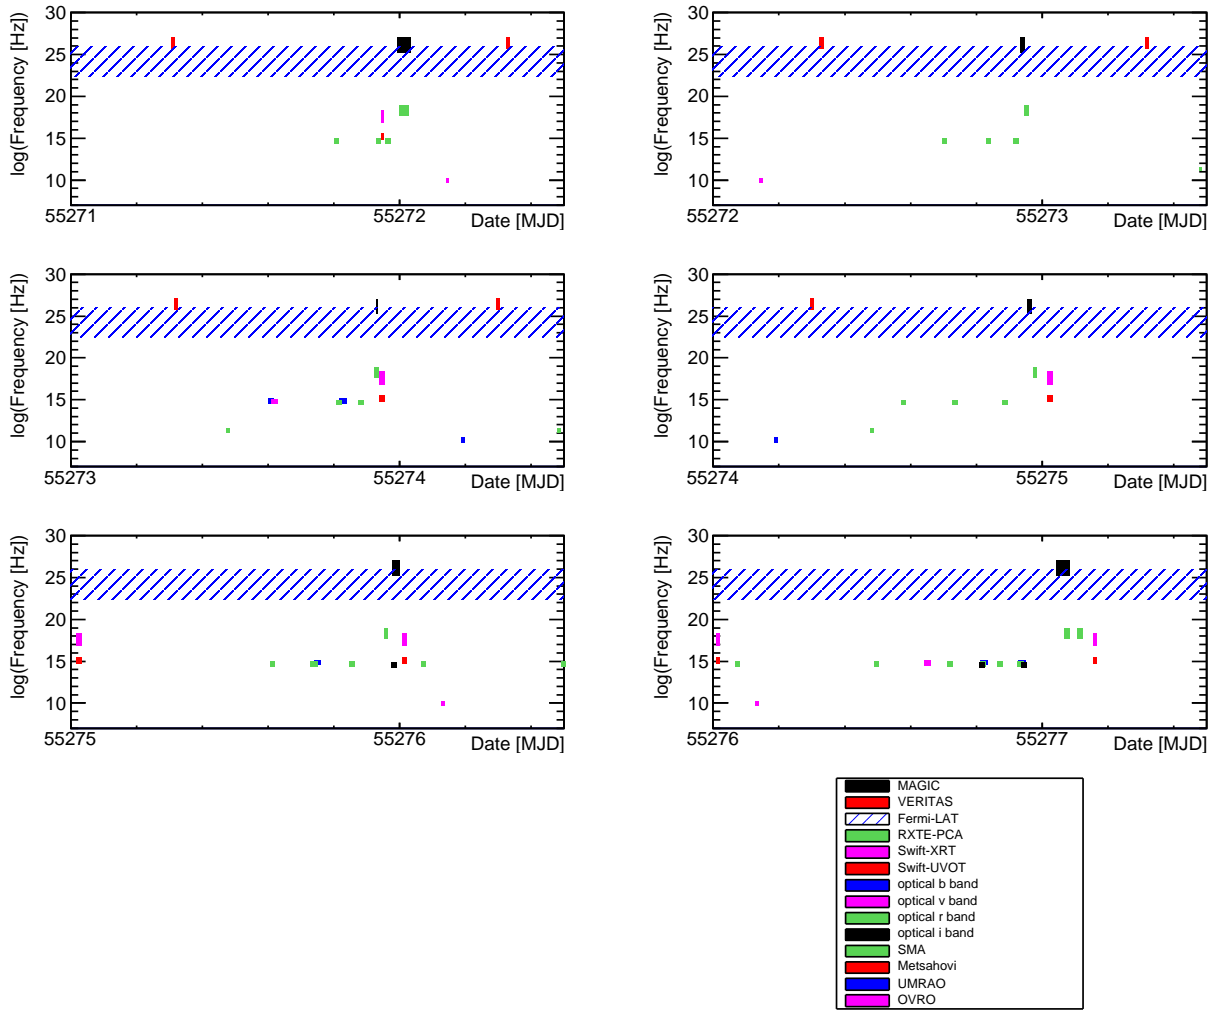 log(Frequency [Hz])
30
25
20
15
10
55271
55272
Date [MJD]
log(Frequency [Hz])
30
25
20
15
10
55272
55273
Date [MJD]
log(Frequency [Hz])
30
25
20
15
10
55273
55274
Date [MJD]
log(Frequency [Hz])
30
25
20
15
10
55274
55275
Date [MJD]
log(Frequency [Hz])
30
25
20
15
10
55275
55276
Date [MJD]
log(Frequency [Hz])
30
25
20
15
10
55276
55277
Date [MJD]
MAGIC
VERITAS
Fermi-LAT
RXTE-PCA
Swift-XRT
Swift-UVOT
optical b band
optical v band
optical r band
optical i band
SMA
Metsahovi
UMRAO
OVRO